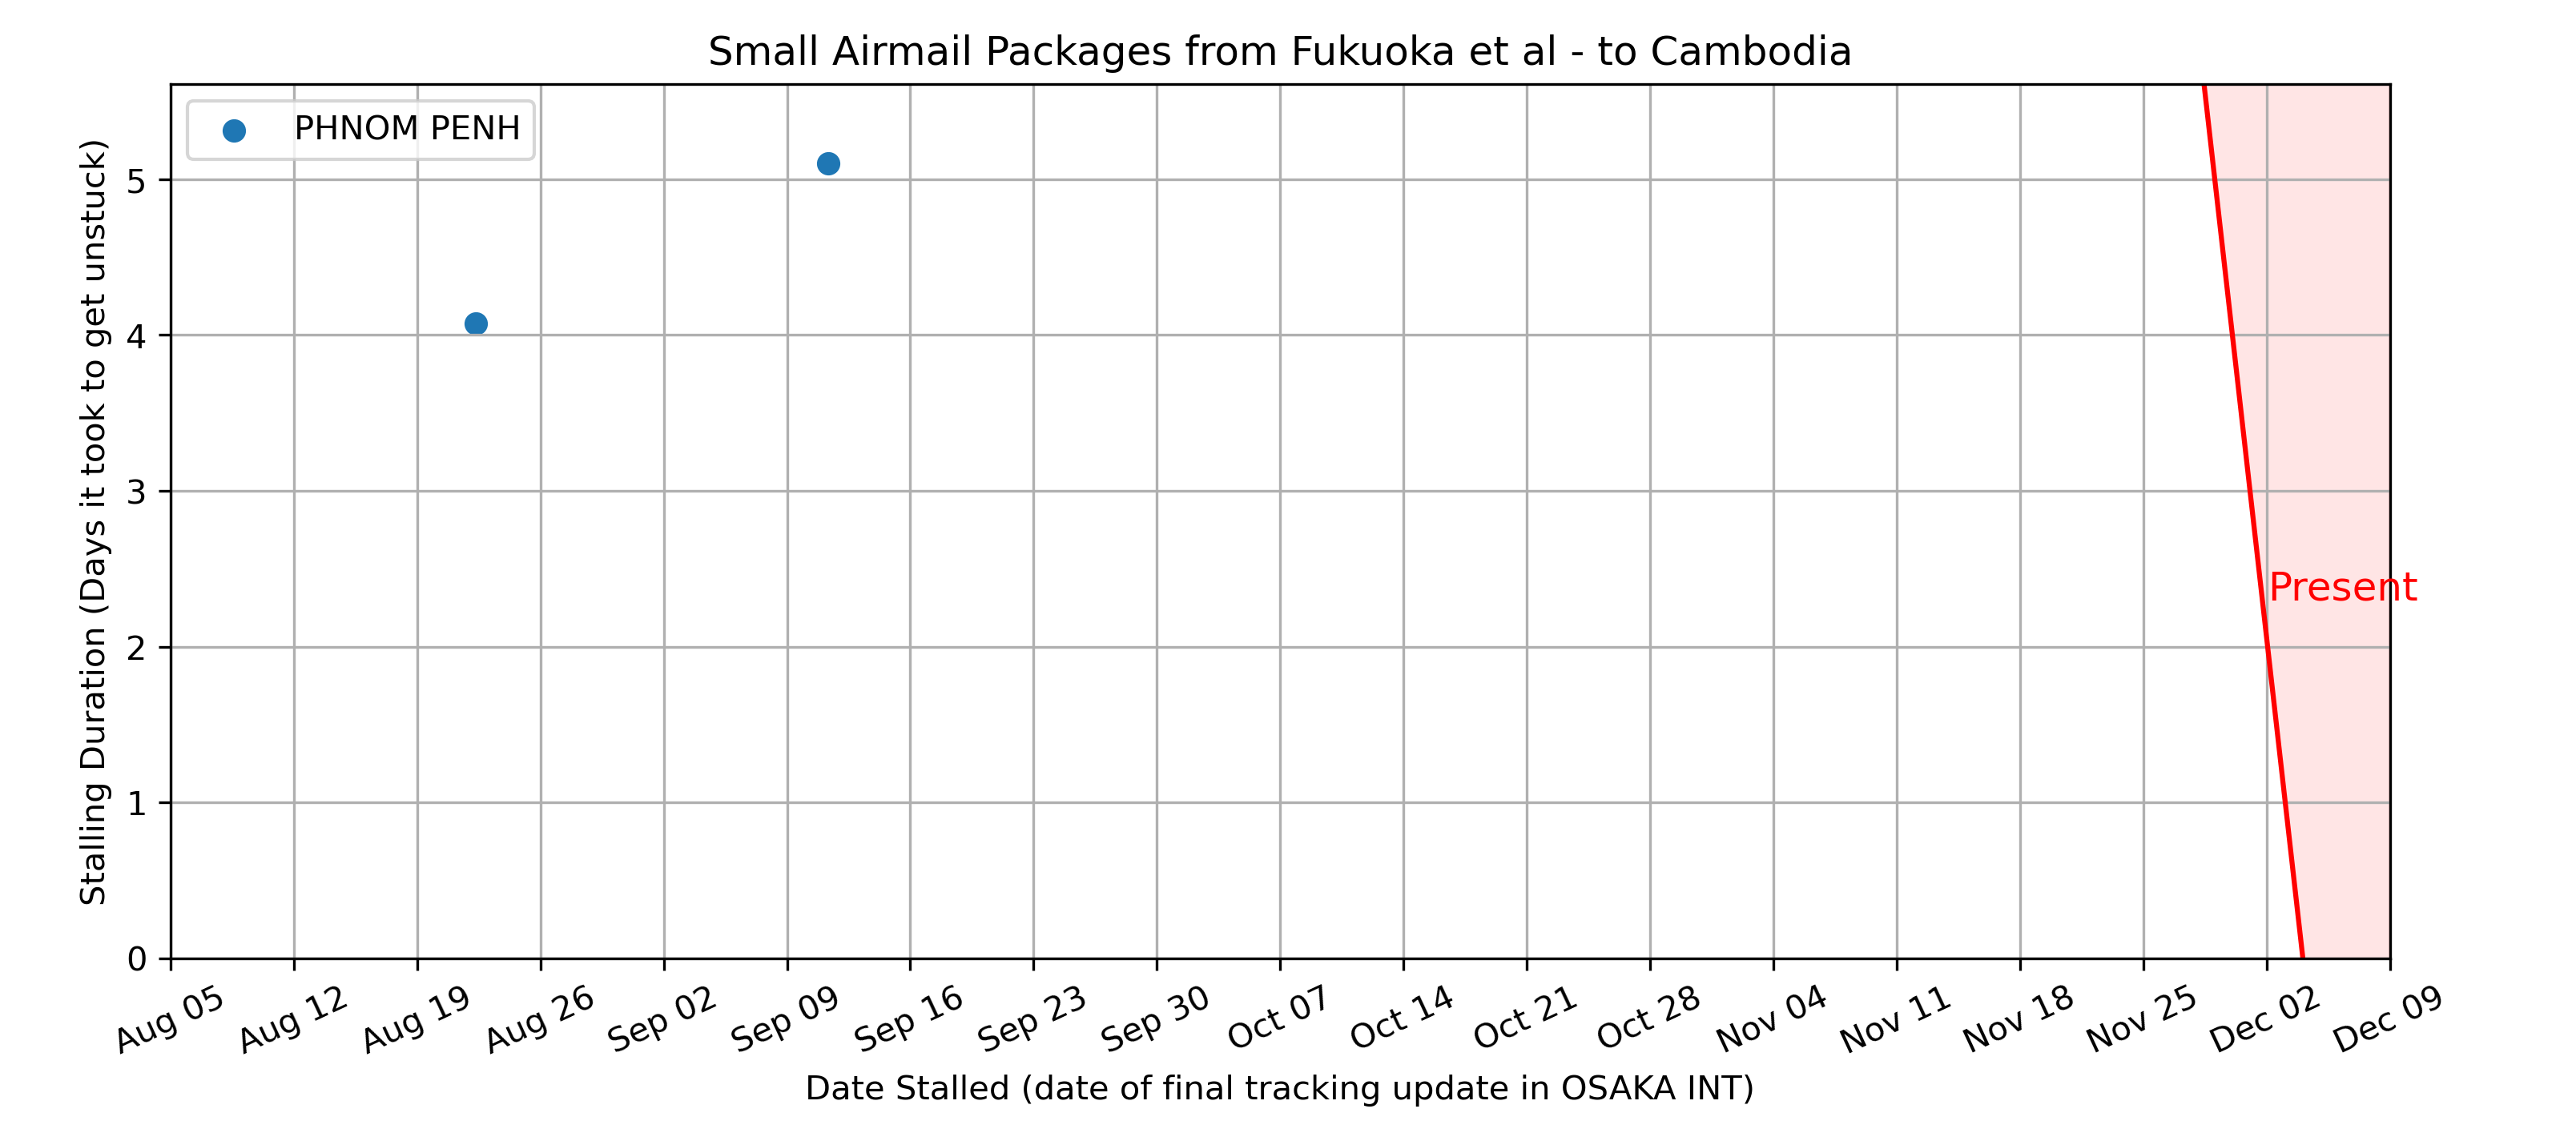 Small Airmail Packages from Fukuoka et al - to Cambodia
PHNOM PENH
Stalling Duration (Days it took to get unstuck)
5
4
3
2
1
0
Present
Aug 05
Aug 12
Aug 19
Aug 26
Sep 02
Sep 09
Sep 16
Sep 23
Sep 30
Oct 07
Oct 14
Oct 21
Oct 28
Nov 04
Nov 11
Nov 18
Nov 25
Dec 02
Dec 09
Date Stalled (date of final tracking update in OSAKA INT)